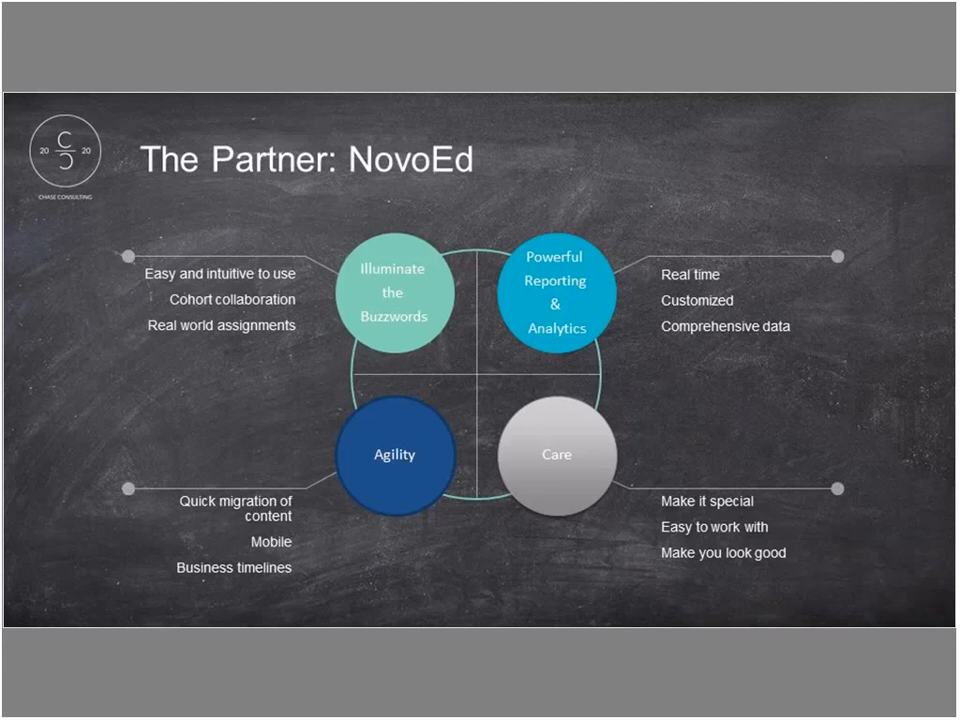 C
20 20
C
CHASE CONSULTING
The Partner: NovoEd
Illuminate
the
Buzzwords
Easy and intuitive to use
Cohort collaboration
Real world assignments
Powerful
Reporting
&
Analytics
Real time
Customized
Comprehensive data
Agility
Quick migration of
content
Mobile
Business timelines
Care
Make it special
Easy to work with
Make you look good